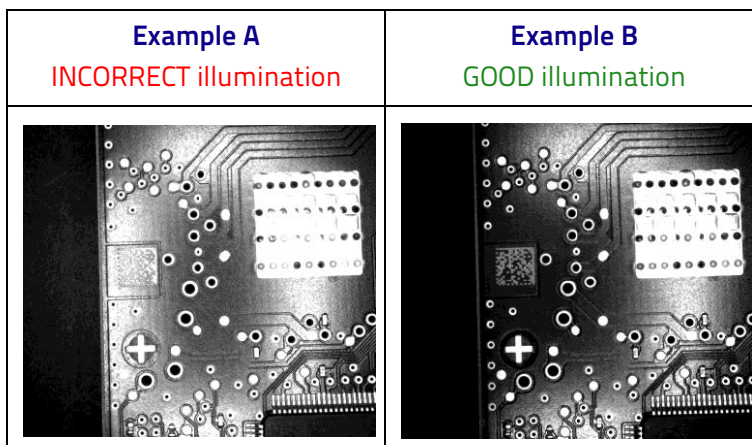 Example A
INCORRECT illumination
Example B
GOOD illumination